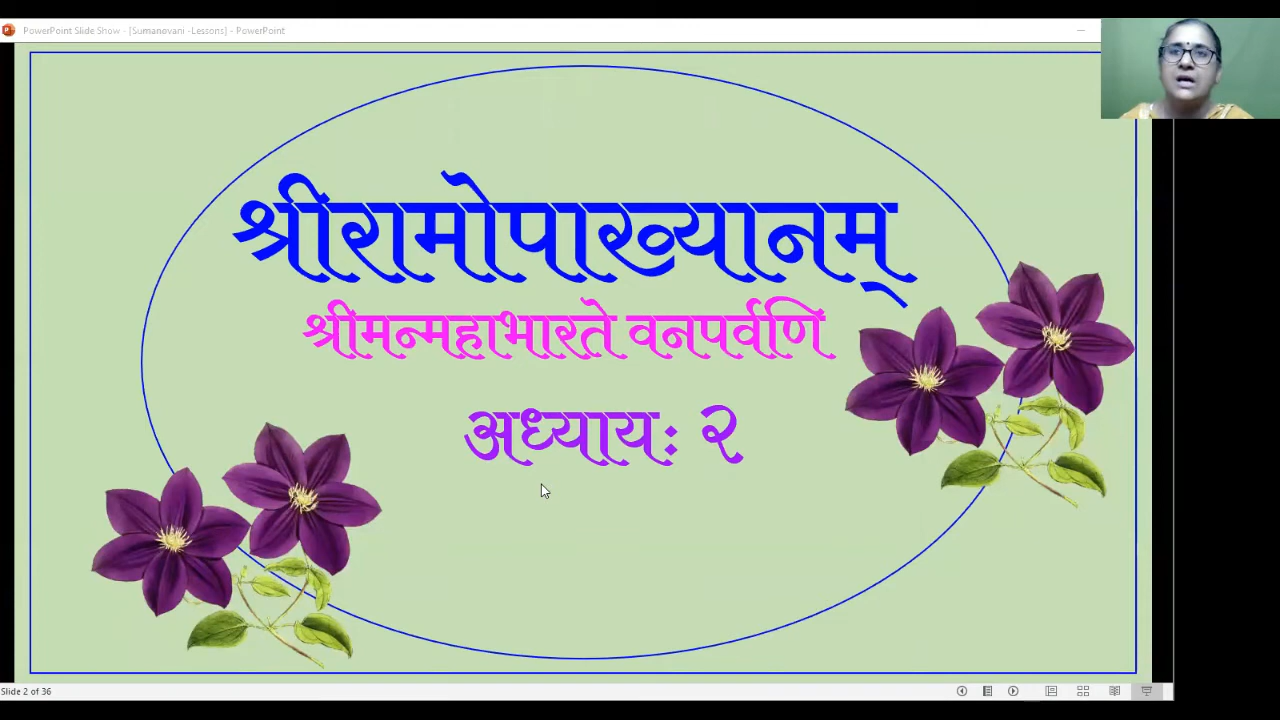 PowerPoint Slide Show - [Sumanovani -Lessons] - PowerPoint
श्रीरामोपाख्यानम्
श्रीमन्महाभारते वनपर्वणि
अध्यायः २
Slide 2 of 36